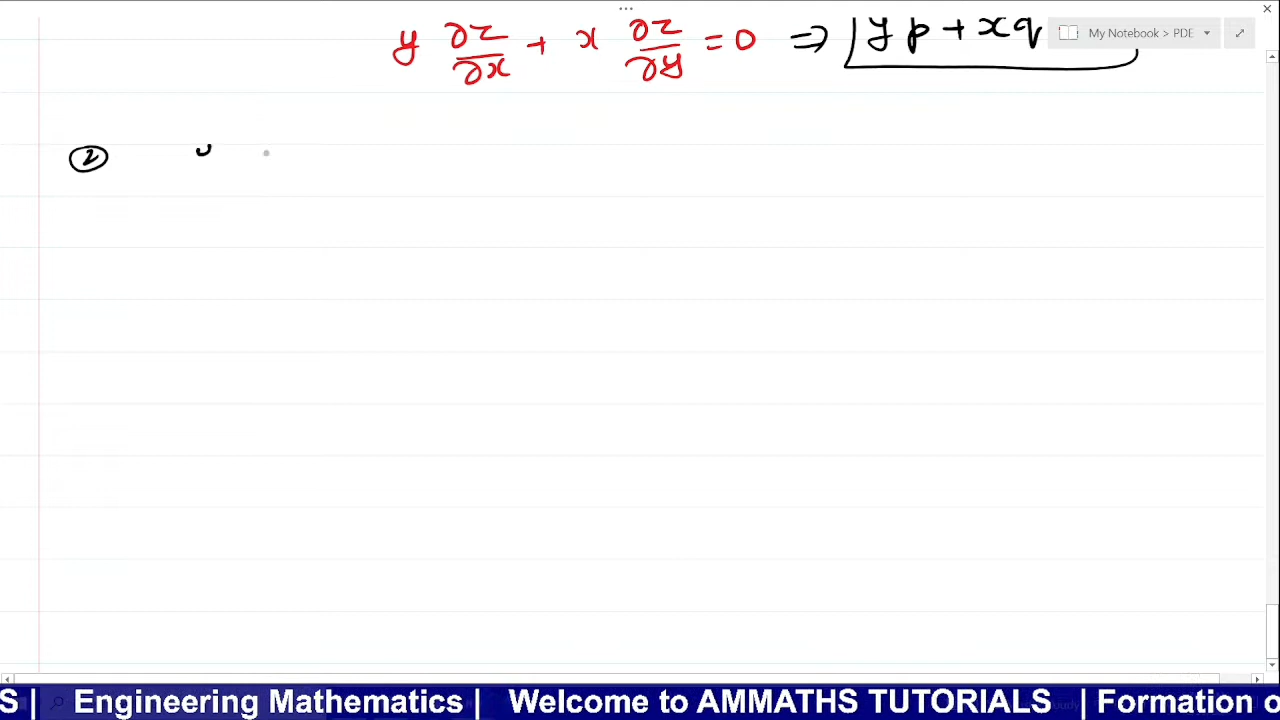 y ∂z/∂x + x ∂z/∂y = 0 ⇒ yp + xq
My Notebook > PDE
②
S | Engineering Mathematics | Welcome to AMMATHS TUTORIALS | Formation o